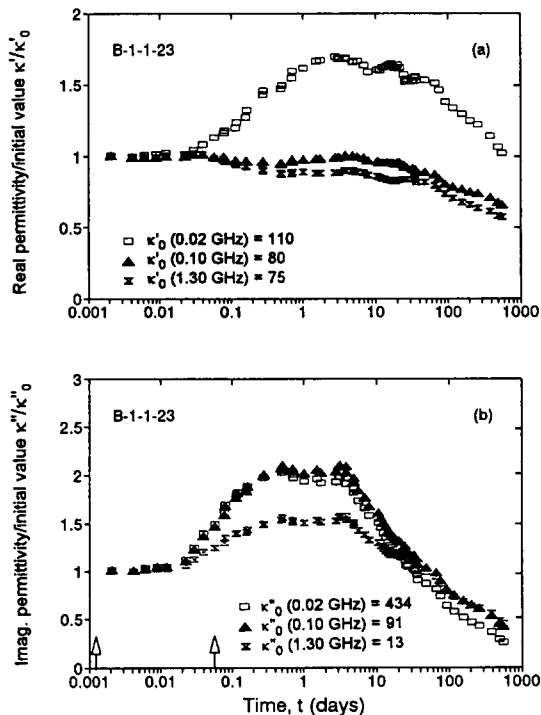 B-1-1-23
(a)
Real permittivity/initial value κ'/κ'₀
2
1.5
1
0.5
0
□ κ'₀ (0.02 GHz) = 110
▲ κ'₀ (0.10 GHz) = 80
κ'₀ (1.30 GHz) = 75
0.001 0.01 0.1 1 10 100 1000
B-1-1-23
(b)
Imag. permittivity/initial value κ"/κ"₀
3
2.5
2
1.5
1
0.5
0
□ κ"₀ (0.02 GHz) = 434
▲ κ"₀ (0.10 GHz) = 91
κ"₀ (1.30 GHz) = 13
0.001 0.01 0.1 1 10 100 1000
Time, t (days)